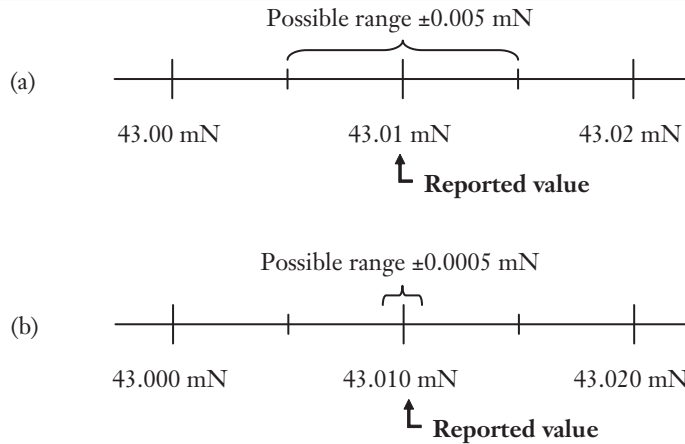 Possible range ±0.005 mN
(a)
43.00 mN 43.01 mN 43.02 mN
Reported value
Possible range ±0.0005 mN
(b)
43.000 mN 43.010 mN 43.020 mN
Reported value